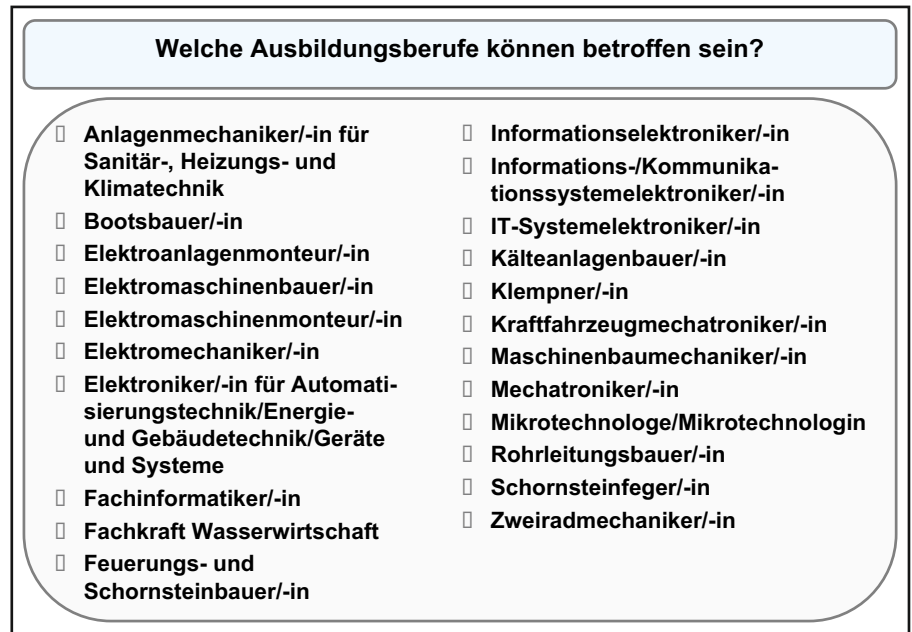 Welche Ausbildungsberufe können betroffen sein?
Anlagenmechaniker/-in für
Sanitär-, Heizungs- und
Klimatechnik
Bootsbauer/-in
Elektroanlagenmonteur/-in
Elektromaschinenbauer/-in
Elektromaschinenmonteur/-in
Elektromechaniker/-in
Elektroniker/-in für Automati-
sierungstechnik/Energie-
und Gebäudetechnik/Geräte
und Systeme
Fachinformatiker/-in
Fachkraft Wasserwirtschaft
Feuerungs- und
Schornsteinbauer/-in
Informationselektroniker/-in
Informations-/Kommunika-
tionssystemelektroniker/-in
IT-Systemelektroniker/-in
Kälteanlagenbauer/-in
Klempner/-in
Kraftfahrzeugmechatroniker/-in
Maschinenbaumechaniker/-in
Mechatroniker/-in
Mikrotechnologe/Mikrotechnologin
Rohrleitungsbauer/-in
Schornsteinfeger/-in
Zweiradmechaniker/-in